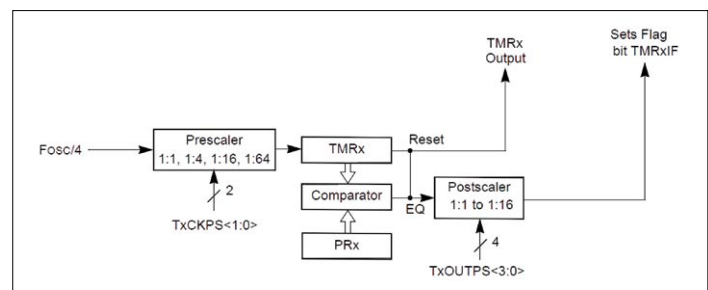 Sets Flag
bit TMRxIF
TMRx
Output
Fosc/4
Prescaler
1:1, 1:4, 1:16, 1:64
2
TxCKPS<1:0>
TMRx
Reset
Comparator
EQ
PRx
Postscaler
1:1 to 1:16
4
TxOUTPS<3:0>